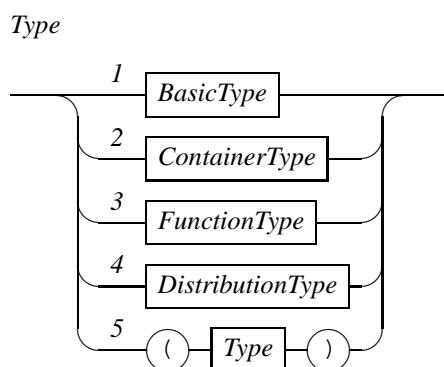 Type
1 BasicType
2 ContainerType
3 FunctionType
4 DistributionType
5 ( Type )